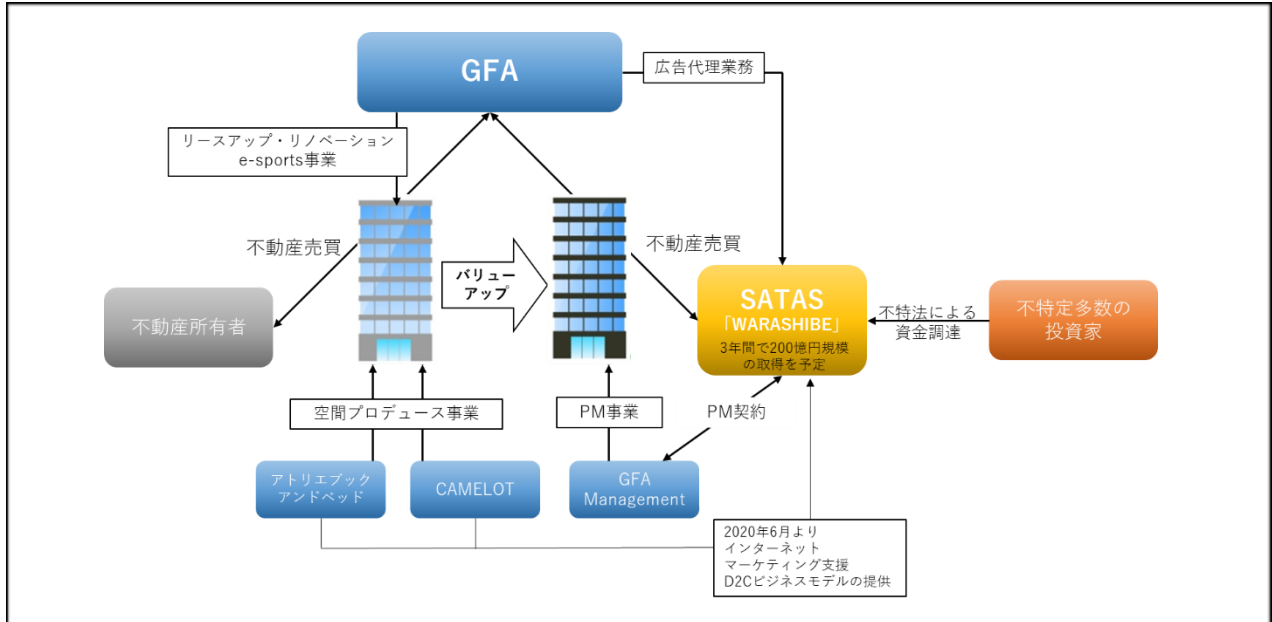 GFA
広告代理業務
リースアップ・リノベーション
e-sports事業
不動産売買
バリュー
アップ
不動産売買
不動産所有者
SATAS
「WARASHIBE」
3年間で200憶円規模
の取得を予定
不特法による
資金調達
不特定多数の
投資家
空間プロデュース事業
PM事業
PM契約
アトリエブック
アンドベッド
CAMELOT
GFA
Management
2020年6月より
インターネット
マーケティング支援
D2Cビジネスモデルの提供